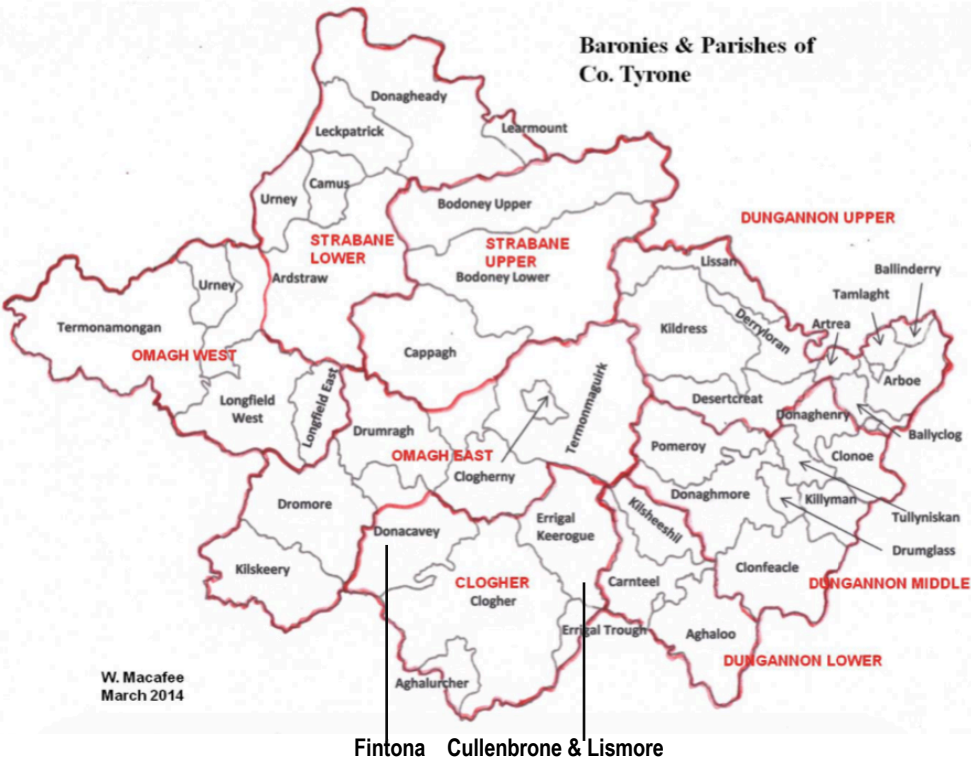 Baronies & Parishes of
Co. Tyrone
Donagheady
Leckpatrick
Learmount
Camus
Urney
Bodoney Upper
DUNGANNON UPPER
STRABANE
LOWER
STRABANE
UPPER
Bodoney Lower
Lissan
Ballinderry
Ardstraw
Urney
Tamlaght
Termonamongan
Kildress
Derryloran
Artrea
OMAGH WEST
Cappagh
Arboe
Longfield
West
Longfield East
Termonmaguirk
Desertcreat
Donaghenry
Drumragh
Ballyclog
Pomeroy
OMAGH EAST
Clonoe
Clogherny
Donaghmore
Killyman
Dromore
Tullyniskan
Donacavey
Errigal
Keerogue
Kilsheeshil
Drumglass
Kilskeery
Clonfeacle
CLOGHER
Clogher
Carnteel
DUNGANNON MIDDLE
Errigal Trough
Aghaloo
DUNGANNON LOWER
W. Macafee
March 2014
Aghalurcher
Fintona
Cullenbrone & Lismore